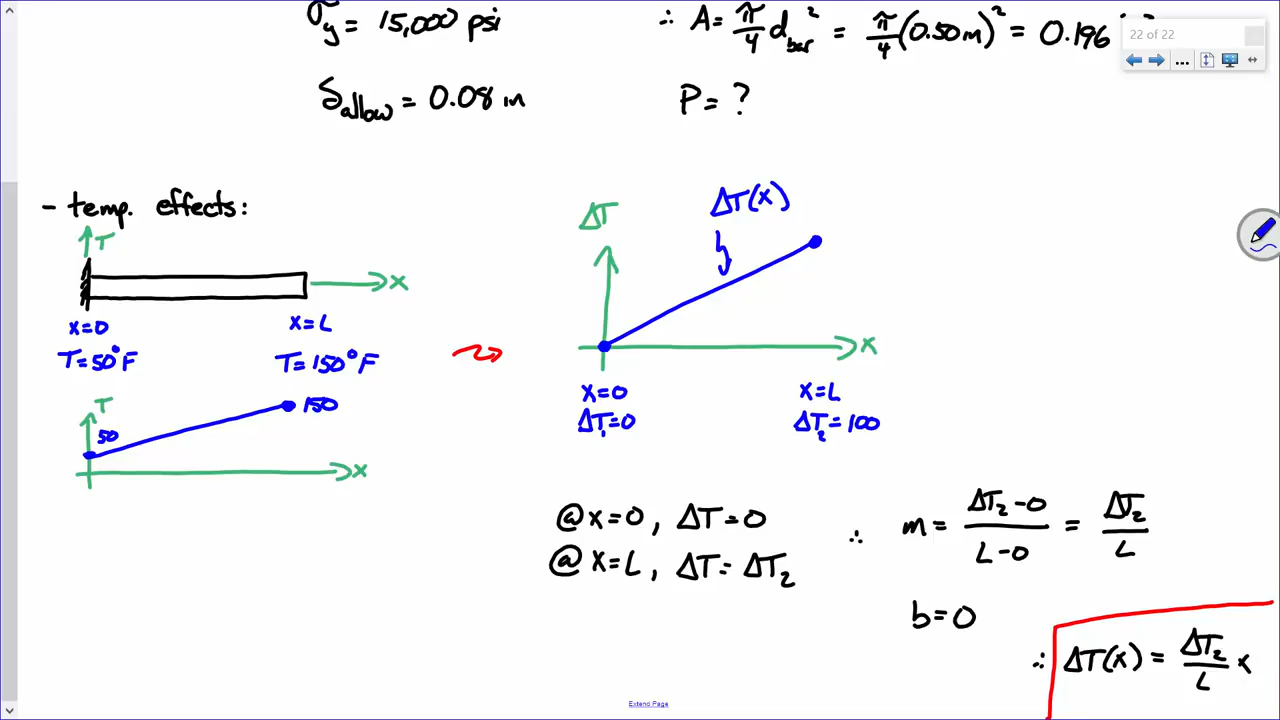 σy = 15,000 psi
∴ A = π/4 d²bar = π/4 (0.50 in)² = 0.196
22 of 22
δallow = 0.08 in
P = ?
- temp. effects:
T
x
x=0
x=L
T=50°F
T=150°F
T
50
150
x
ΔT
ΔT(x)
x
x=0
x=L
ΔT₁=0
ΔT₂=100
@ x=0, ΔT=0
@ x=L, ΔT=ΔT₂
∴ m = (ΔT₂-0)/(L-0) = ΔT₂/L
b=0
∴ ΔT(x) = ΔT₂/L x
Extend Page